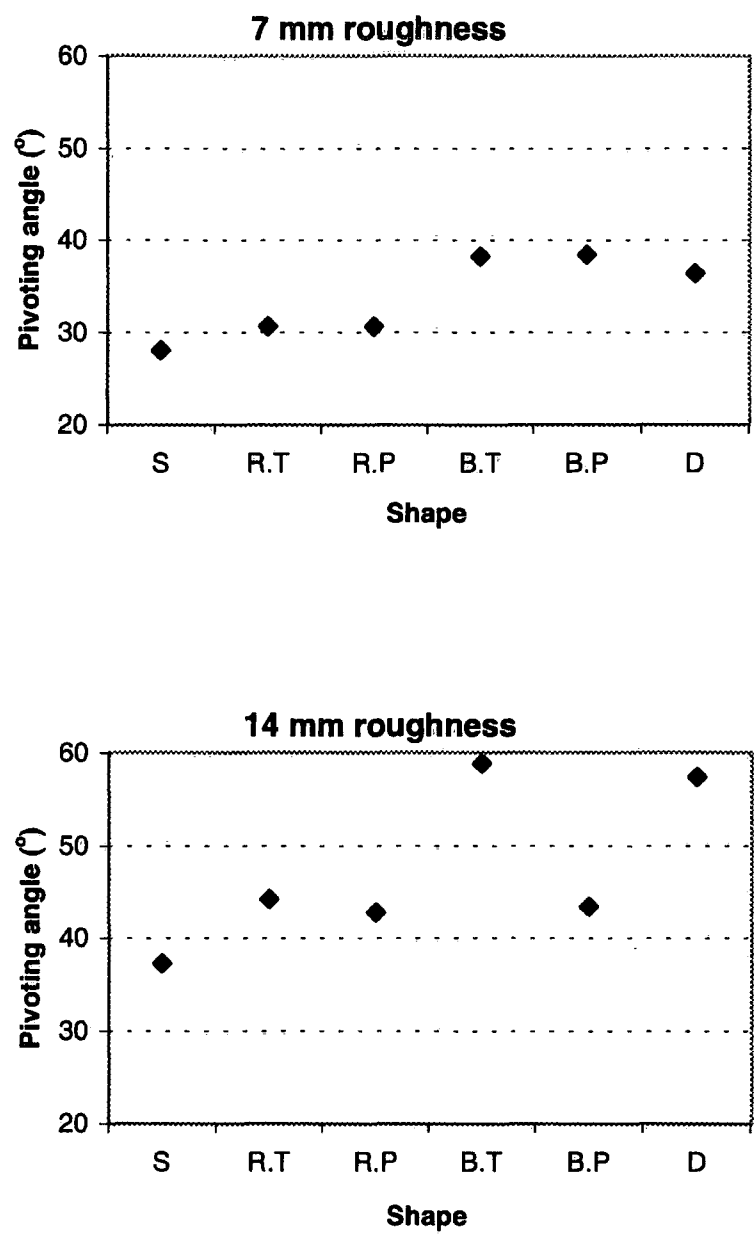 7 mm roughness
60
50
40
30
20
Pivoting angle (°)
S R.T R.P B.T B.P D
Shape
14 mm roughness
60
50
40
30
20
Pivoting angle (°)
S R.T R.P B.T B.P D
Shape